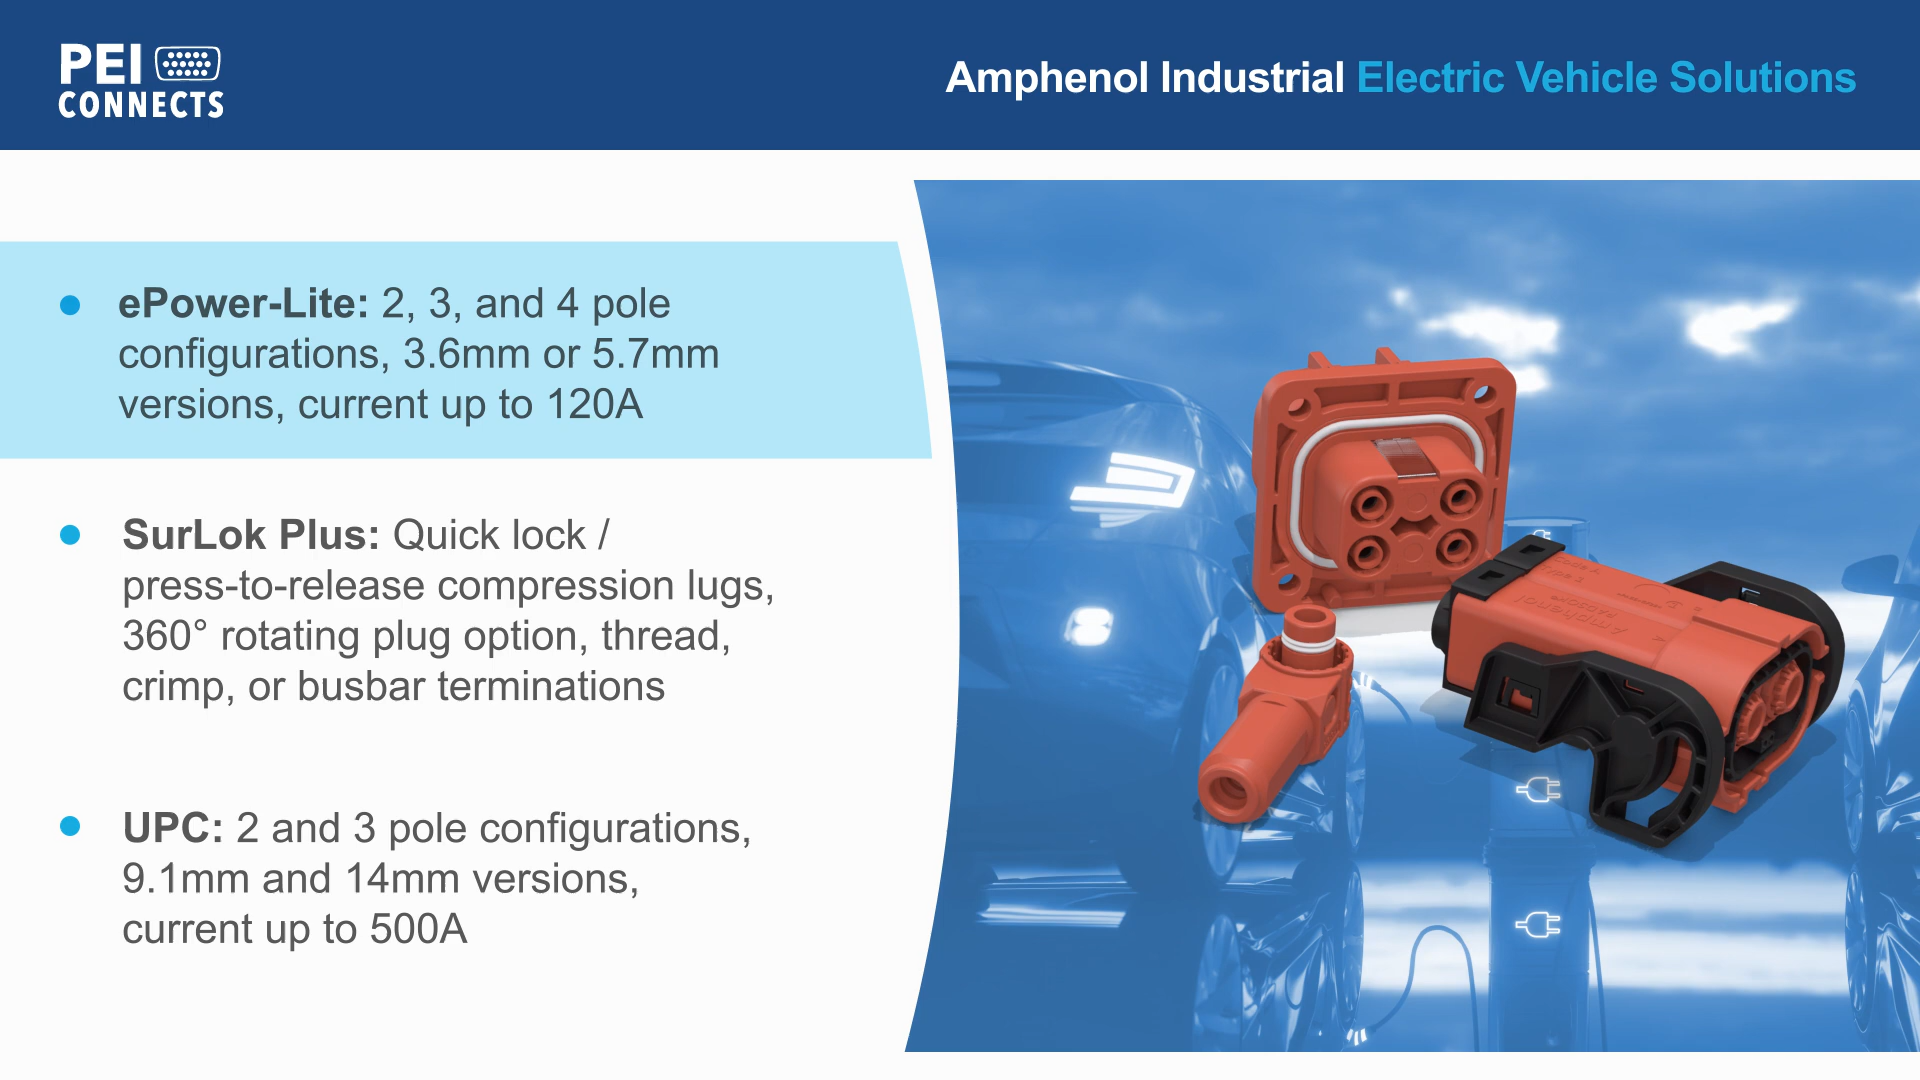 PEI
CONNECTS
Amphenol Industrial Electric Vehicle Solutions
ePower-Lite: 2, 3, and 4 pole
configurations, 3.6mm or 5.7mm
versions, current up to 120A
SurLok Plus: Quick lock /
press-to-release compression lugs,
360° rotating plug option, thread,
crimp, or busbar terminations
UPC: 2 and 3 pole configurations,
9.1mm and 14mm versions,
current up to 500A
Amphenol